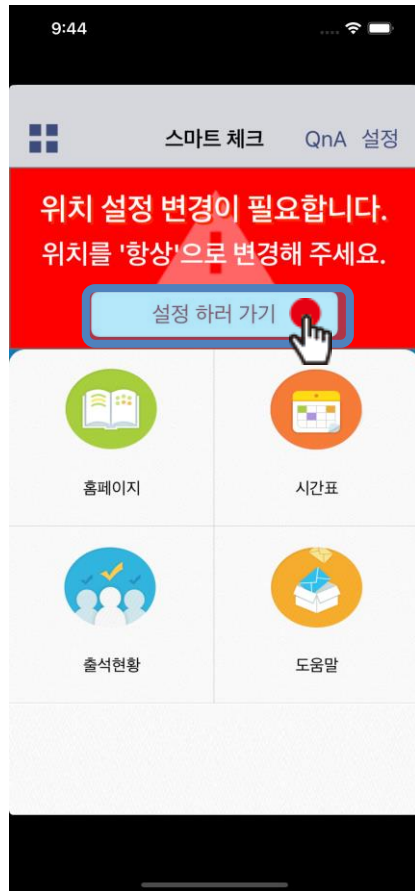 9:44
스마트 체크
QnA 설정
위치 설정 변경이 필요합니다.
위치를 '항상'으로 변경해 주세요.
설정 하러 가기
홈페이지
시간표
출석현황
도움말